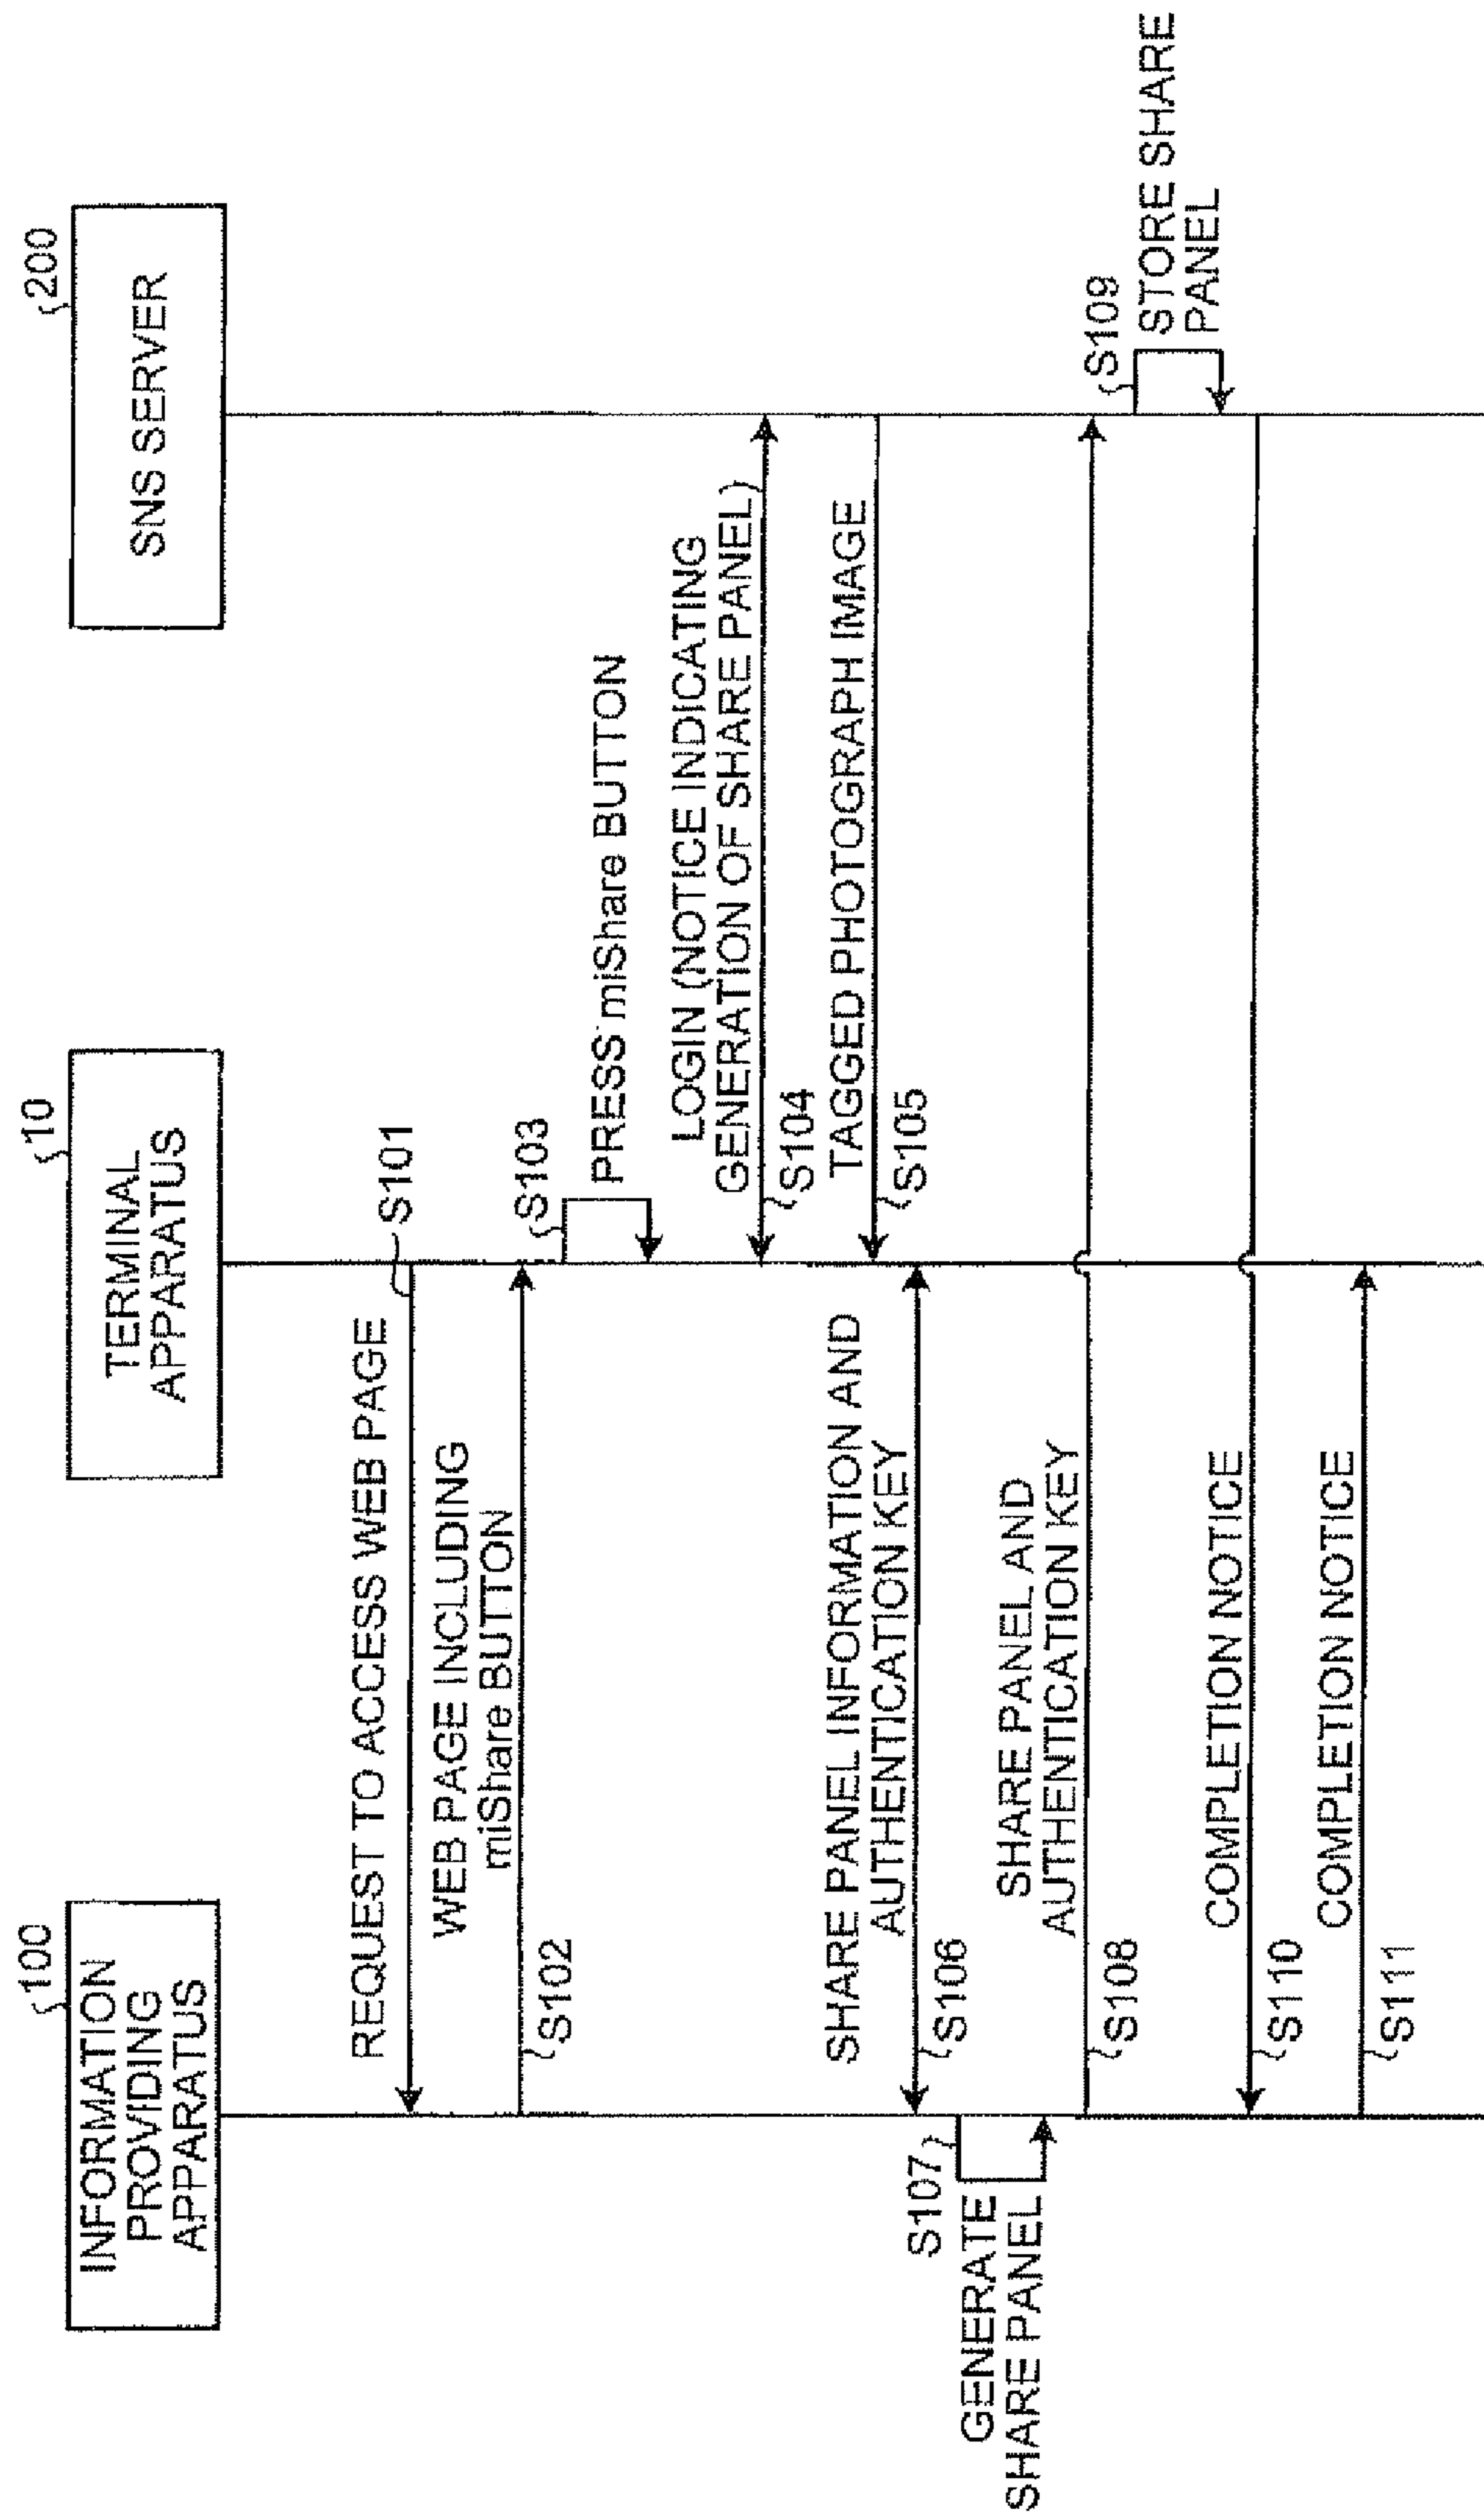 100
INFORMATION
PROVIDING
APPARATUS
10
TERMINAL
APPARATUS
200
SNS SERVER
REQUEST TO ACCESS WEB PAGE
S101
WEB PAGE INCLUDING
miShare BUTTON
S102
S103
PRESS miShare BUTTON
LOGIN (NOTICE INDICATING
GENERATION OF SHARE PANEL)
S104
TAGGED PHOTOGRAPH IMAGE
S105
SHARE PANEL INFORMATION AND
AUTHENTICATION KEY
S106
S107
GENERATE
SHARE PANEL
SHARE PANEL AND
AUTHENTICATION KEY
S108
S109
STORE SHARE
PANEL
COMPLETION NOTICE
S110
COMPLETION NOTICE
S111